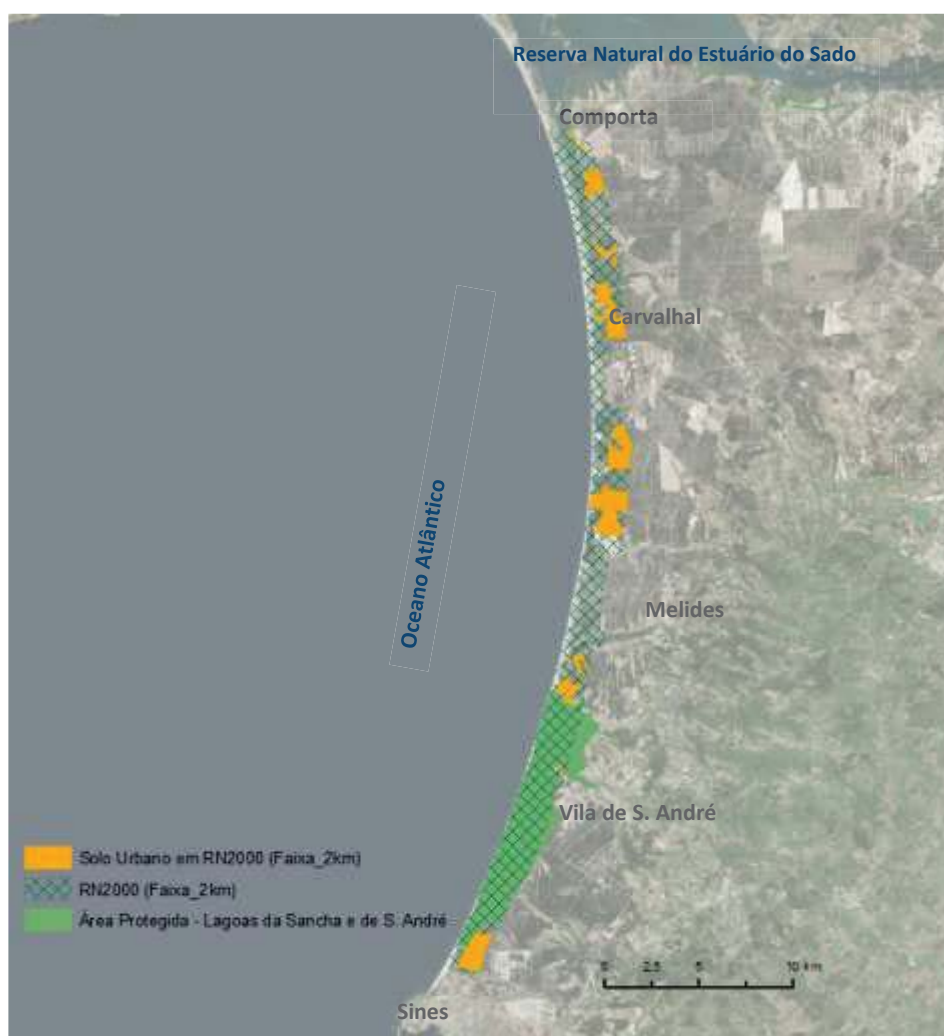 Reserva Natural do Estuário do Sado
Comporta
Carvalhal
Oceano Atlântico
Melides
Vila de S. André
Solo Urbano em RN2000 (Faixa_2km)
RN2000 (Faixa_2km)
Área Protegida - Lagoas da Sancha e de S. André
0 2,5 5 10 km
Sines